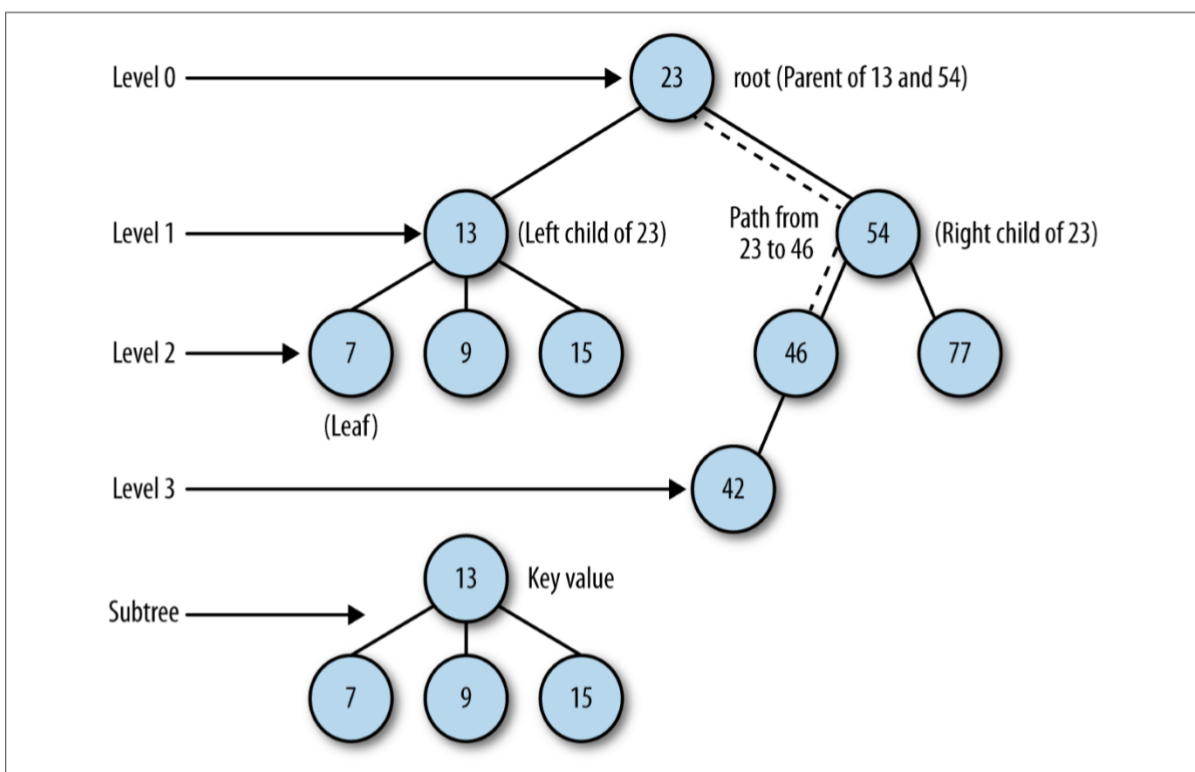 Level 0
23
root (Parent of 13 and 54)
Level 1
13
(Left child of 23)
Path from
23 to 46
54
(Right child of 23)
Level 2
7
9
15
46
77
(Leaf)
Level 3
42
13
Key value
Subtree
7
9
15